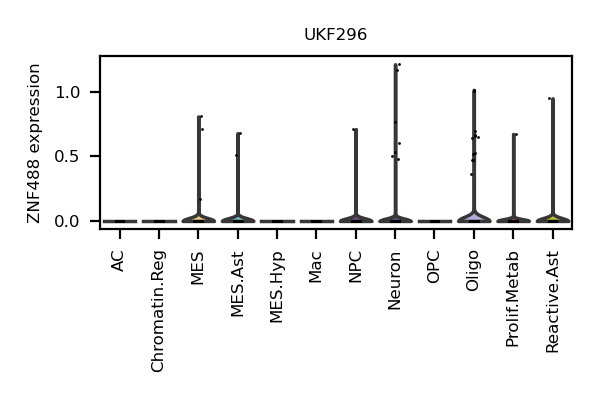 UKF296
ZNF488 expression
1.0
0.5
0.0
AC
Chromatin.Reg
MES
MES.Ast
MES.Hyp
Mac
NPC
Neuron
OPC
Oligo
Prolif.Metab
Reactive.Ast